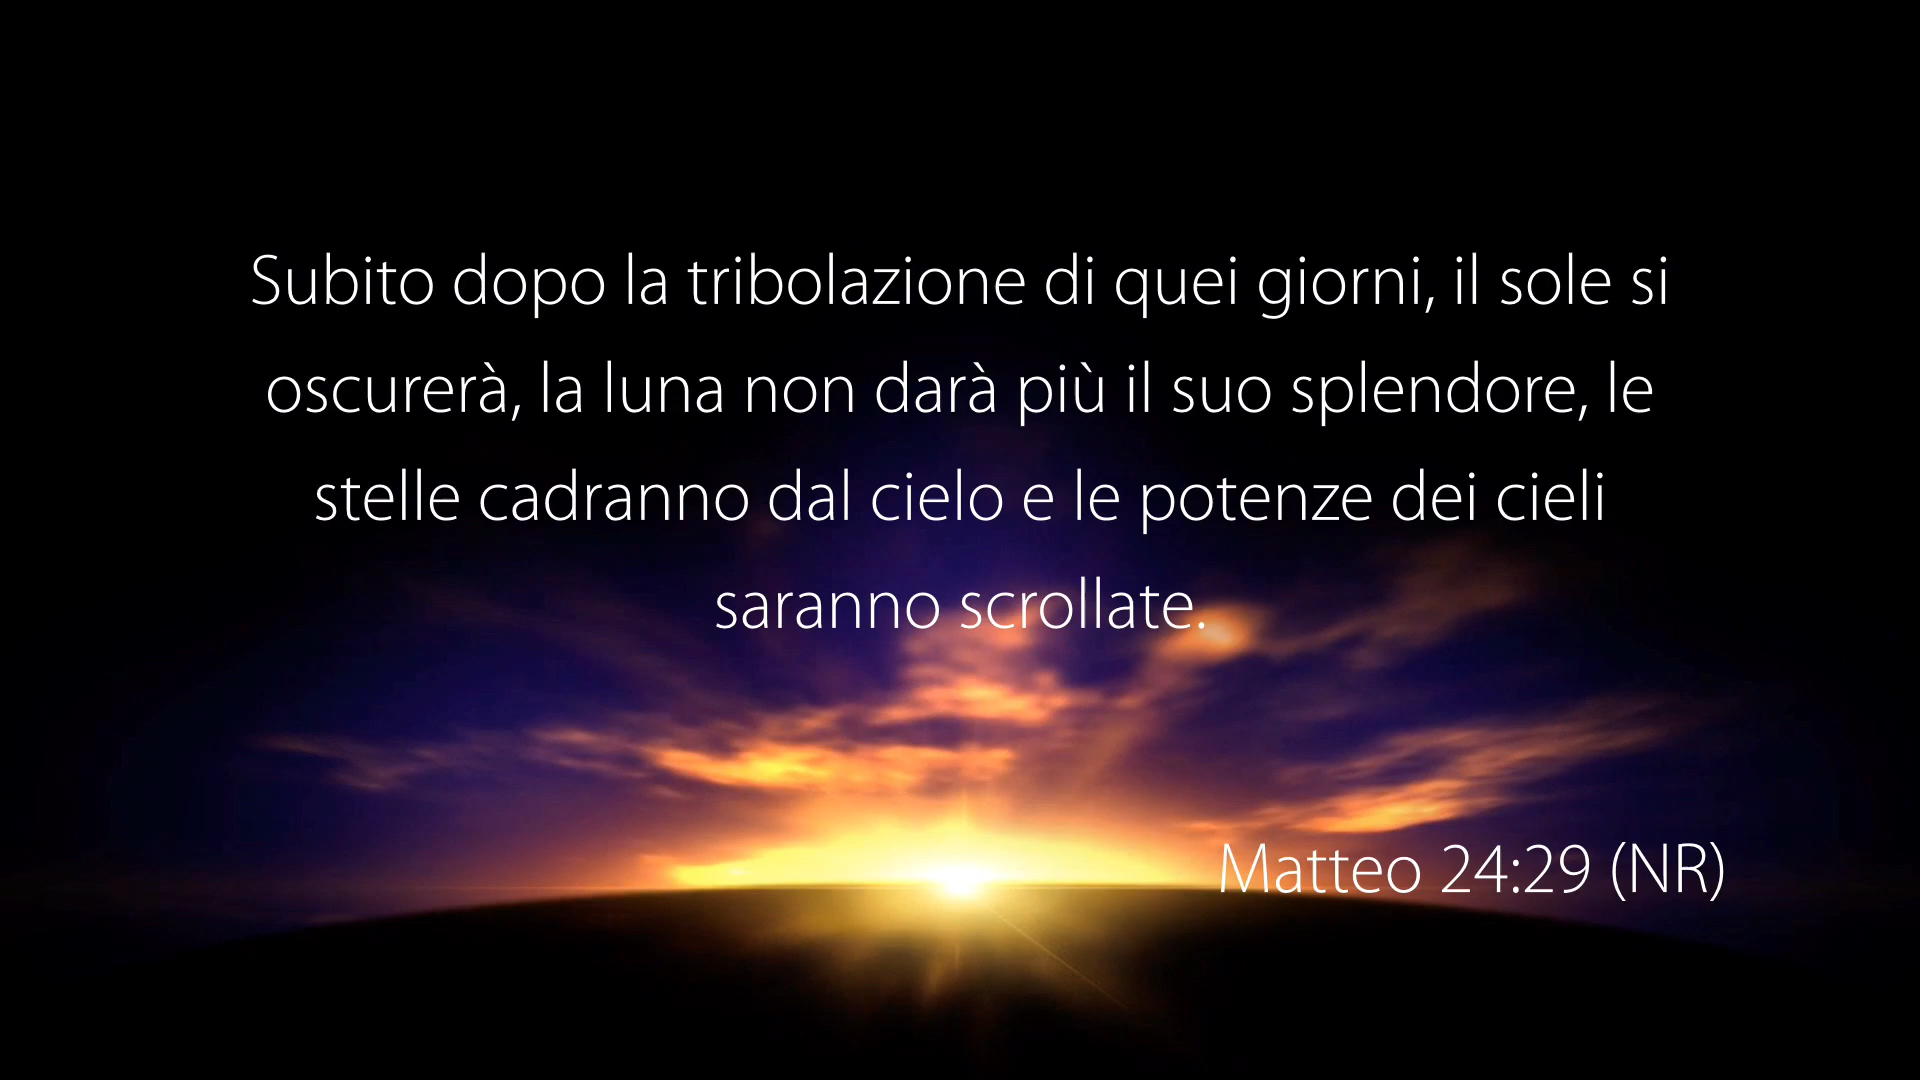 Subito dopo la tribolazione di quei giorni, il sole si
oscurerà, la luna non darà più il suo splendore, le
stelle cadranno dal cielo e le potenze dei cieli
saranno scrollate.
Matteo 24:29 (NR)